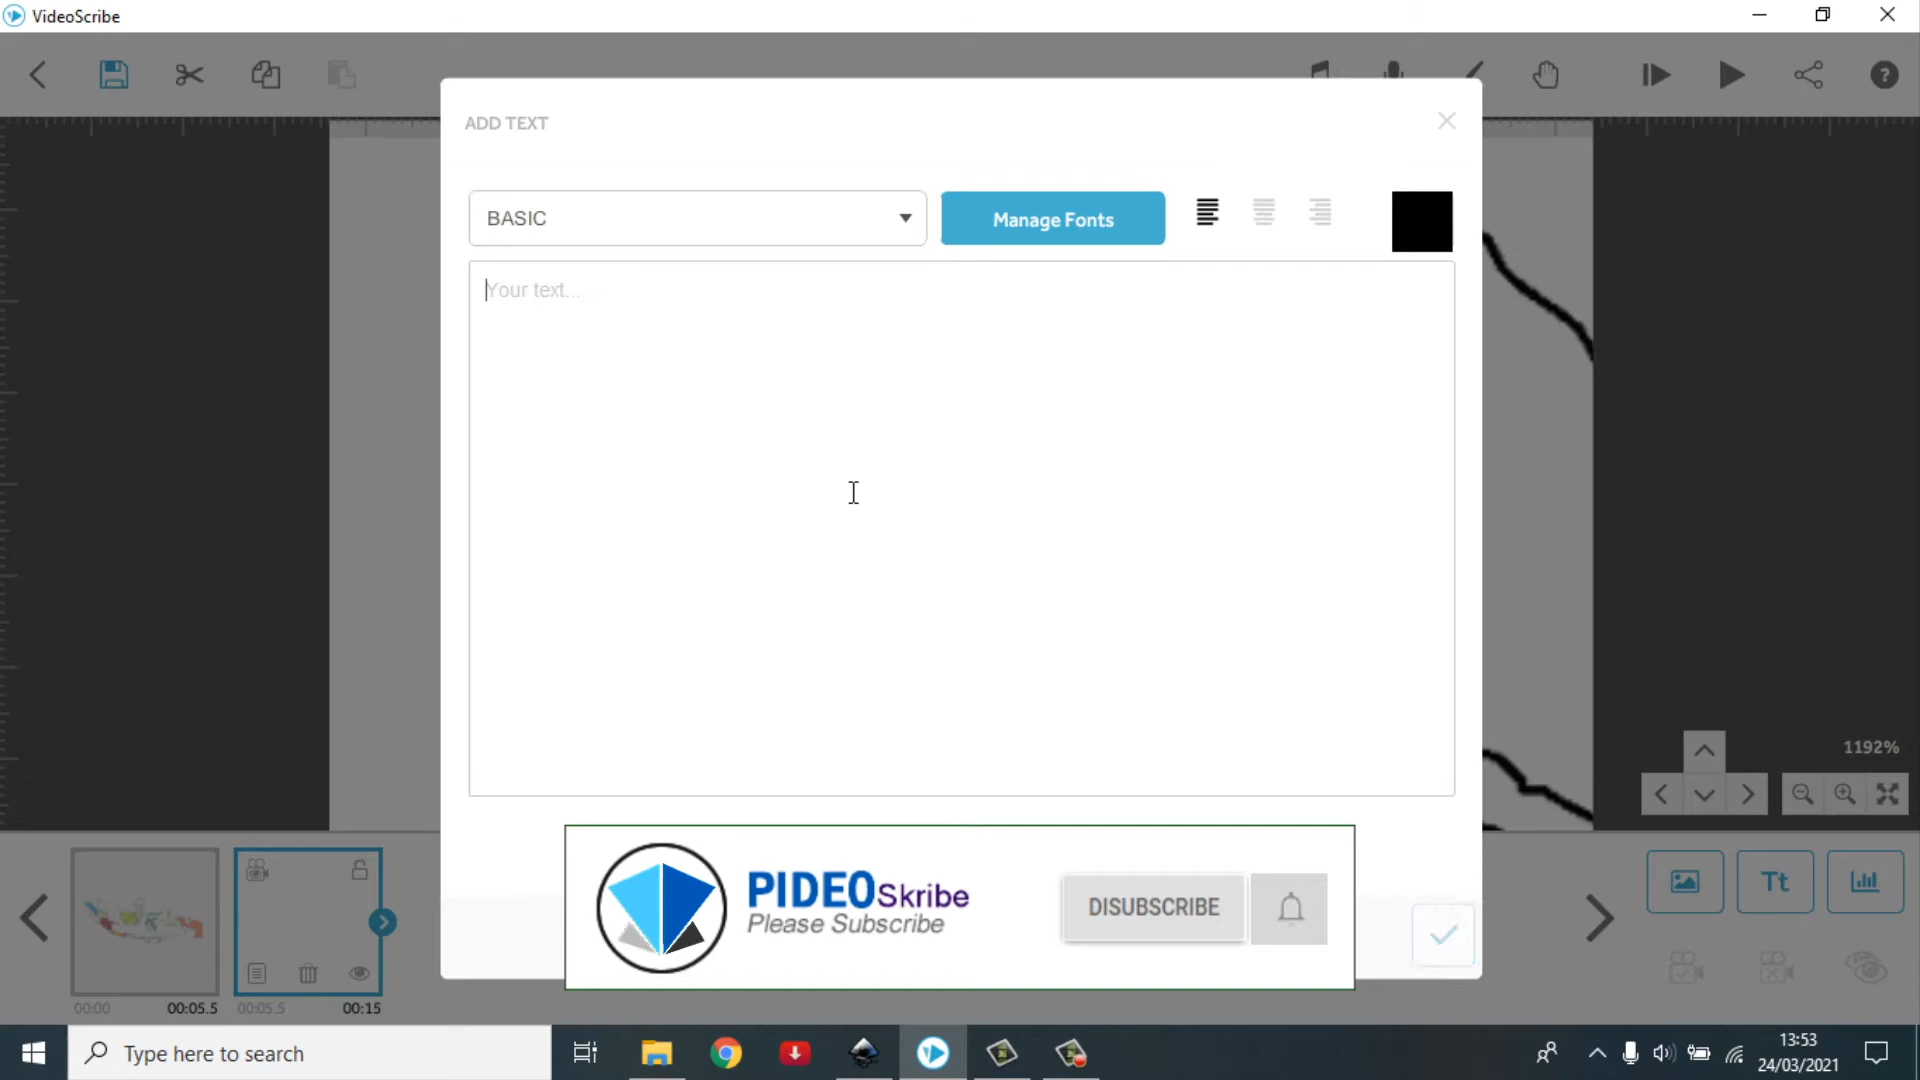 VideoScribe
ADD TEXT
BASIC
Manage Fonts
Your text...
1192%
PIDEOSkribe
Please Subscribe
DISUBSCRIBE
Tt
00:00
00:05.5
00:05.5
00:15
Type here to search
13:53
24/03/2021